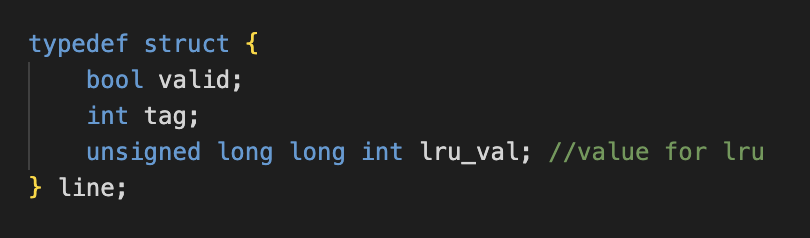 typedef struct {
    bool valid;
    int tag;
    unsigned long long int lru_val; //value for lru
} line;